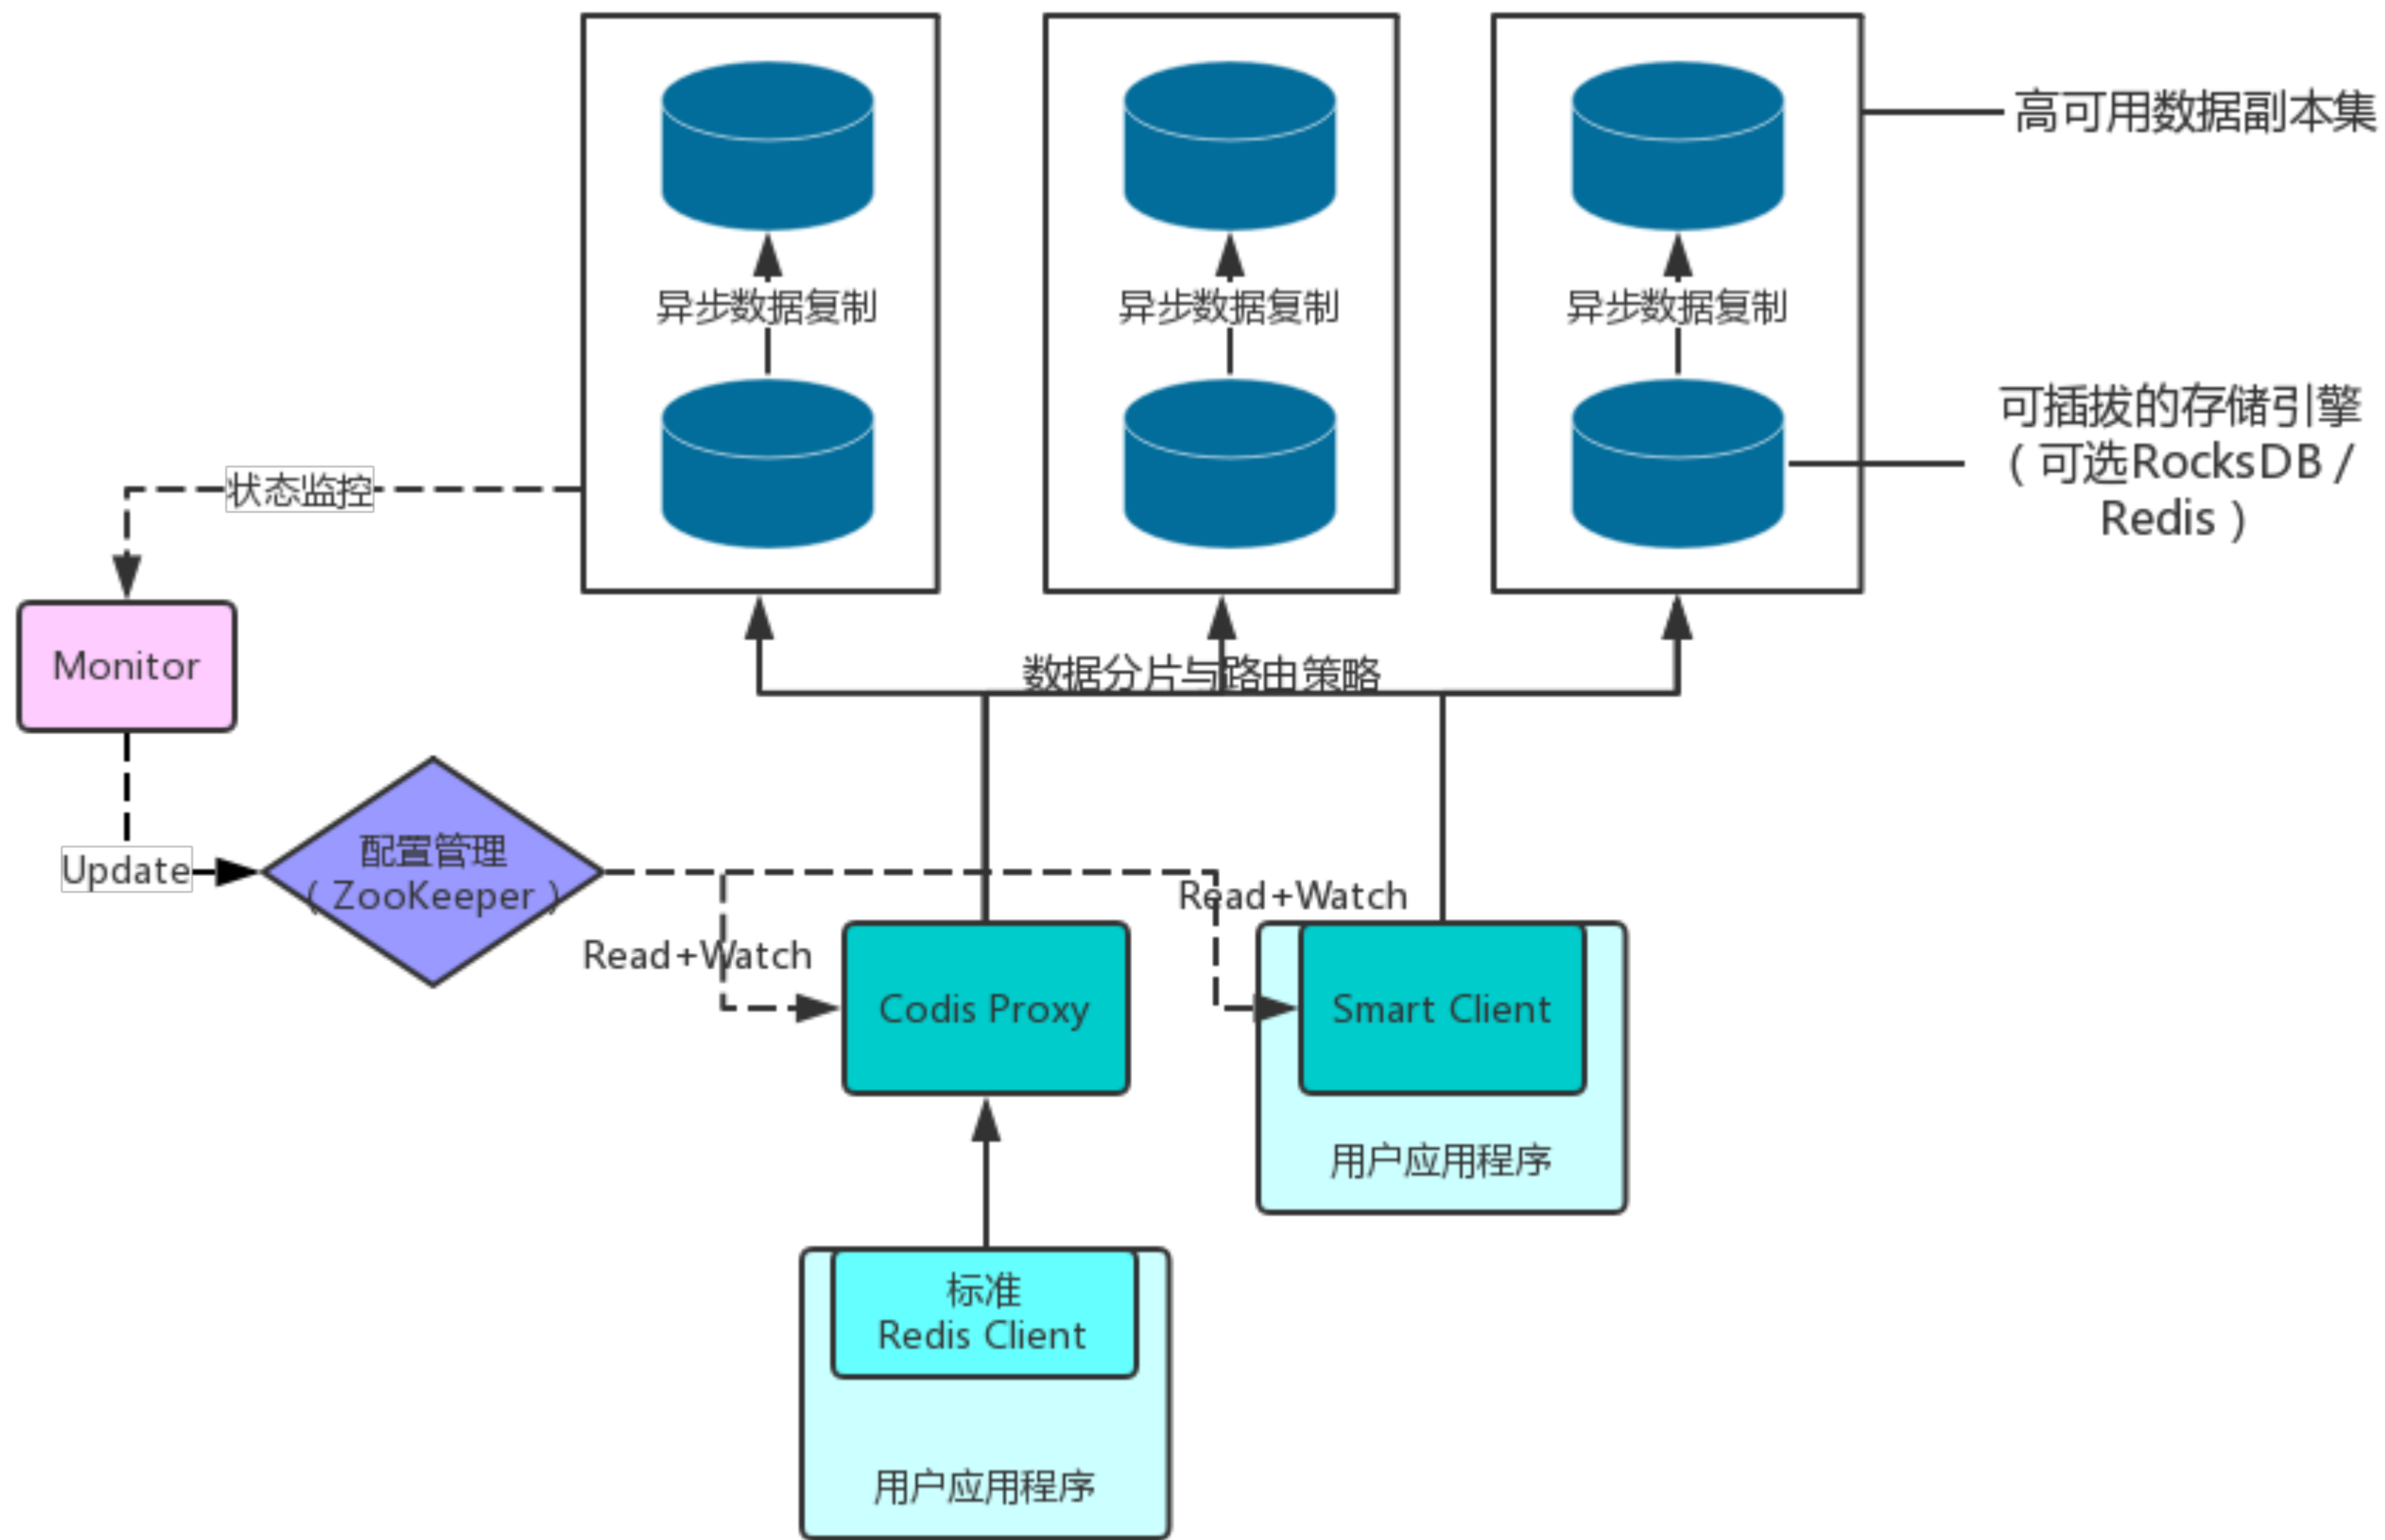 高可用数据副本集
异步数据复制
异步数据复制
异步数据复制
可插拔的存储引擎
（可选RocksDB /
Redis）
状态监控
Monitor
数据分片与路由策略
Update
配置管理
（ZooKeeper）
Read+Watch
Read+Watch
Codis Proxy
Smart Client
用户应用程序
标准
Redis Client
用户应用程序